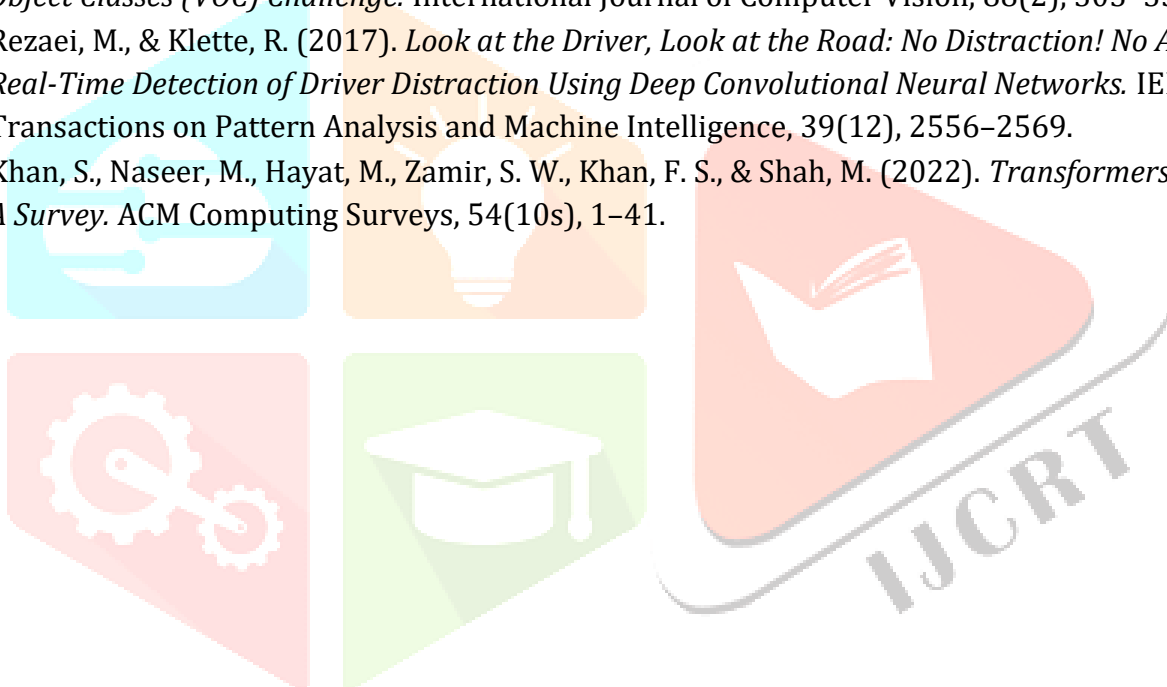 Object Classes (VOC) Challenge. International Journal of Computer Vision, 88(2), 303–
Rezaei, M., & Klette, R. (2017). Look at the Driver, Look at the Road: No Distraction! No
Real-Time Detection of Driver Distraction Using Deep Convolutional Neural Networks.
Transactions on Pattern Analysis and Machine Intelligence, 39(12), 2556–2569.
Khan, S., Naseer, M., Hayat, M., Zamir, S. W., Khan, F. S., & Shah, M. (2022). Transformers
A Survey. ACM Computing Surveys, 54(10s), 1–41.
IJCRT